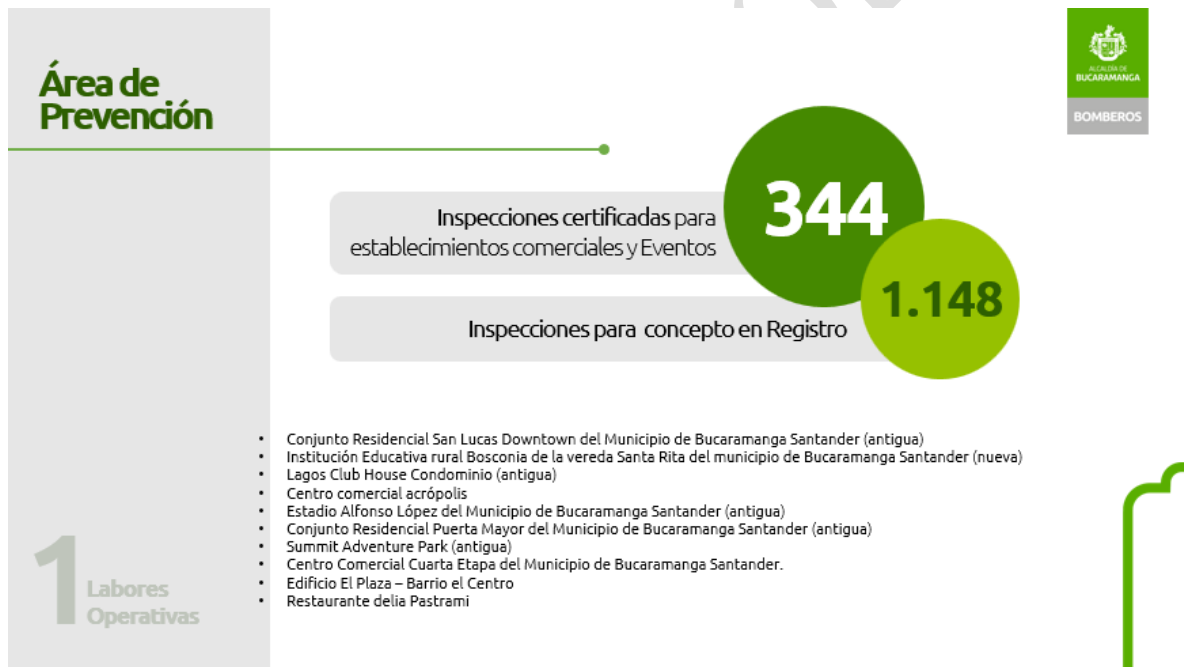 Área de
Prevención
ALCALDÍA DE
BUCARAMANGA
BOMBEROS
Inspecciones certificadas para
establecimientos comerciales y Eventos
344
Inspecciones para concepto en Registro
1.148
• Conjunto Residencial San Lucas Downtown del Municipio de Bucaramanga Santander (antigua)
• Institución Educativa rural Bosconia de la vereda Santa Rita del municipio de Bucaramanga Santander (nueva)
• Lagos Club House Condominio (antigua)
• Centro comercial acrópolis
• Estadio Alfonso López del Municipio de Bucaramanga Santander (antigua)
• Conjunto Residencial Puerta Mayor del Municipio de Bucaramanga Santander (antigua)
• Summit Adventure Park (antigua)
• Centro Comercial Cuarta Etapa del Municipio de Bucaramanga Santander.
• Edificio El Plaza – Barrio el Centro
• Restaurante delia Pastrami
1 Labores
Operativas